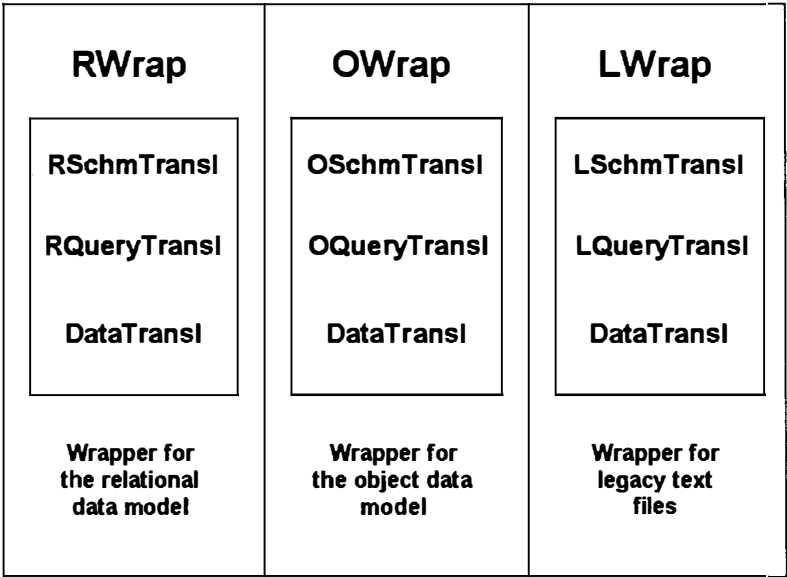 RWrap
RSchmTransl
RQueryTransl
DataTransl
Wrapper for
the relational
data model
OWrap
OSchmTransl
OQueryTransl
DataTransl
Wrapper for
the object data
model
LWrap
LSchmTransl
LQueryTransl
DataTransl
Wrapper for
legacy text
files